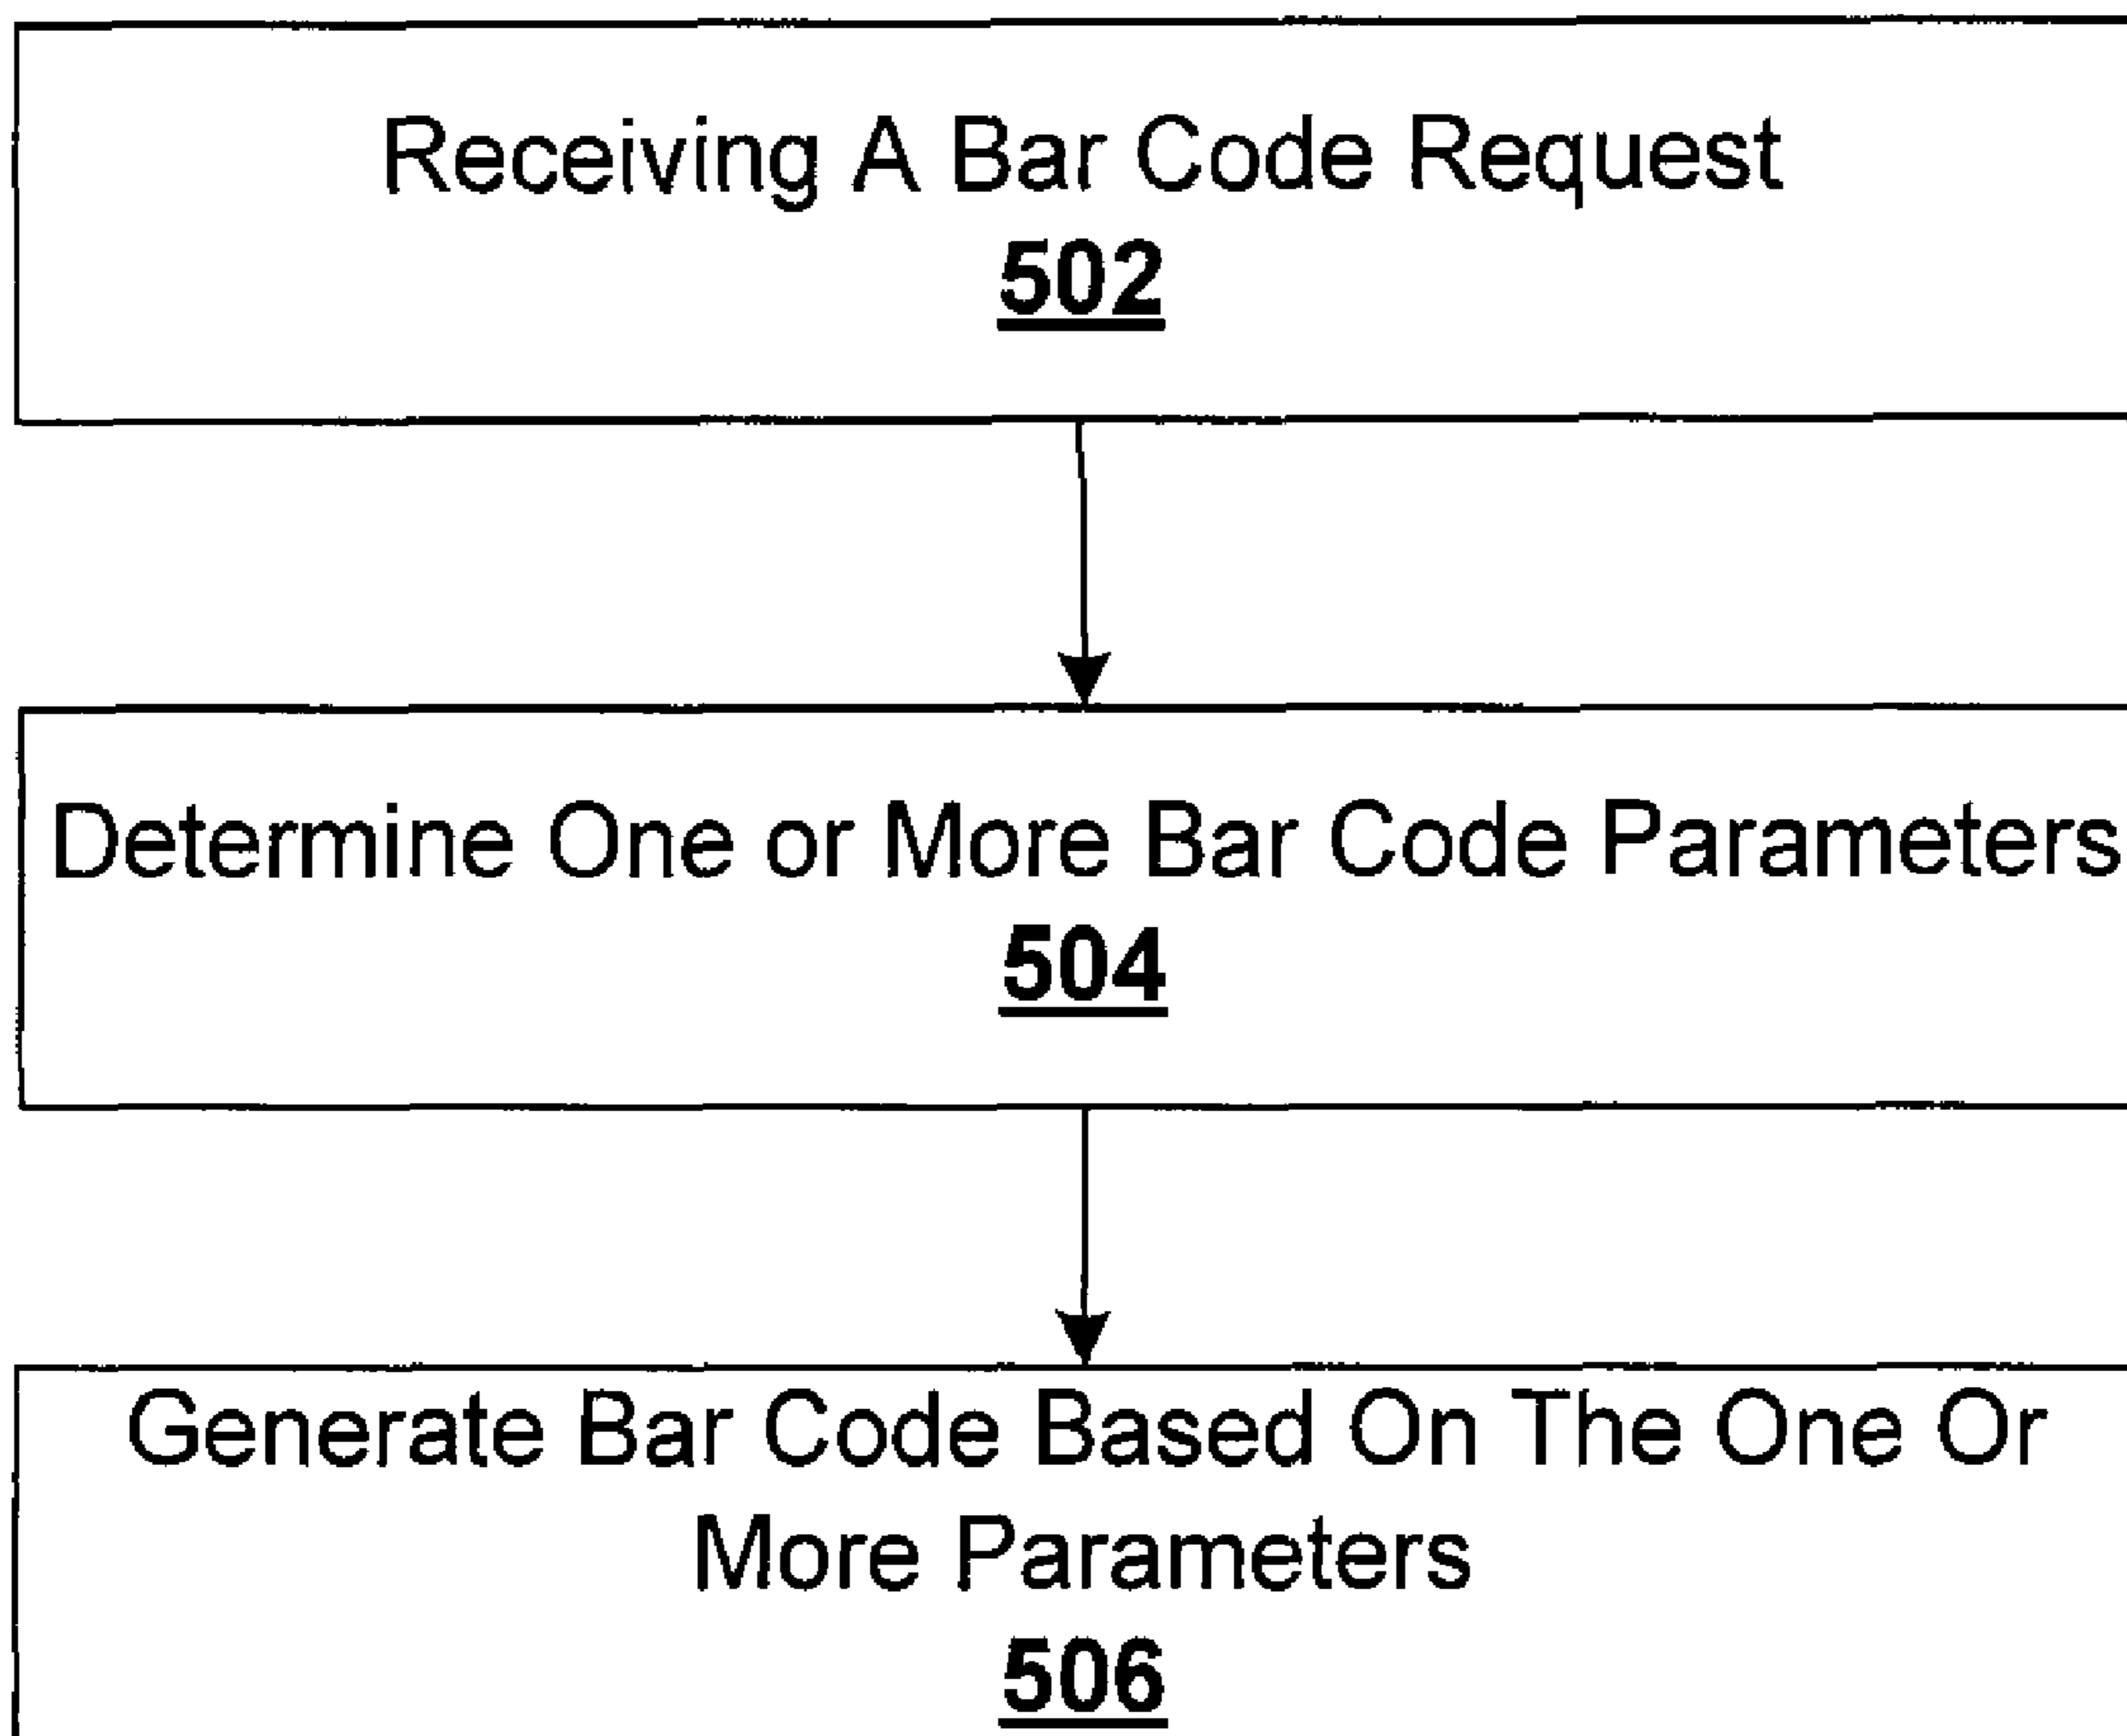 Receiving A Bar Code Request
502
Determine One or More Bar Code Parameters
504
Generate Bar Code Based On The One Or
More Parameters
506